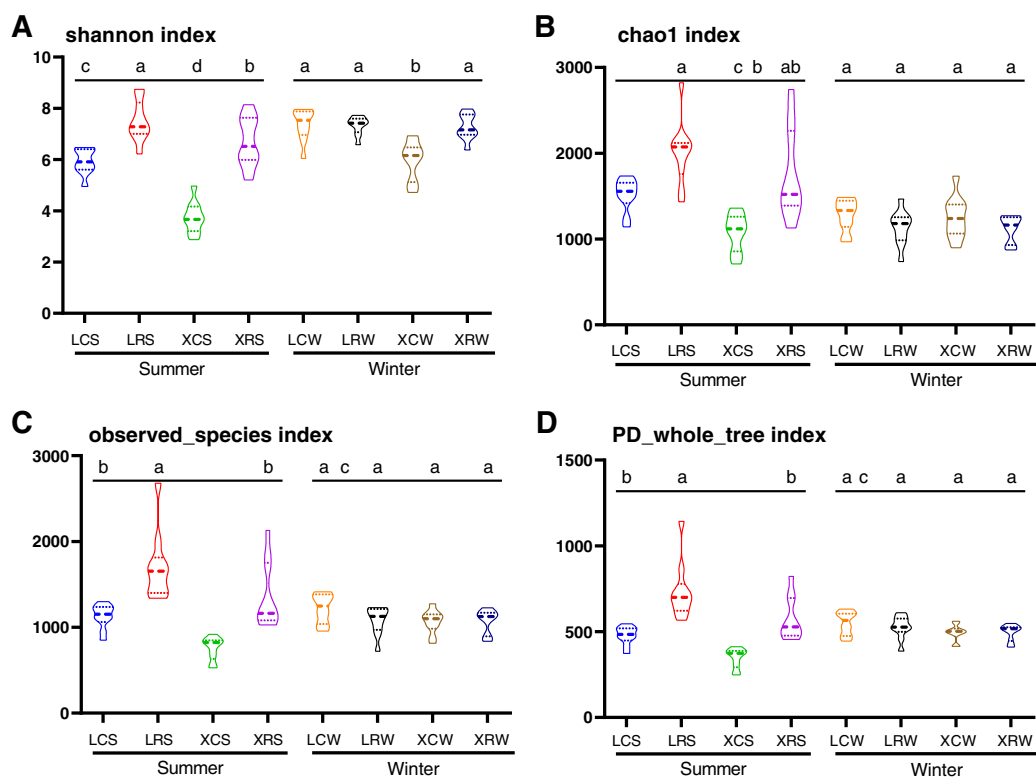 A
shannon index
c a d b a a b a
10
8
6
4
2
0
LCS LRS XCS XRS LCW LRW XCW XRW
Summer Winter
B
chao1 index
a c b ab a a a a
3000
2000
1000
0
LCS LRS XCS XRS LCW LRW XCW XRW
Summer Winter
C
observed_species index
b a b a c a a a
3000
2000
1000
0
LCS LRS XCS XRS LCW LRW XCW XRW
Summer Winter
D
PD_whole_tree index
b a b a c a a a
1500
1000
500
0
LCS LRS XCS XRS LCW LRW XCW XRW
Summer Winter